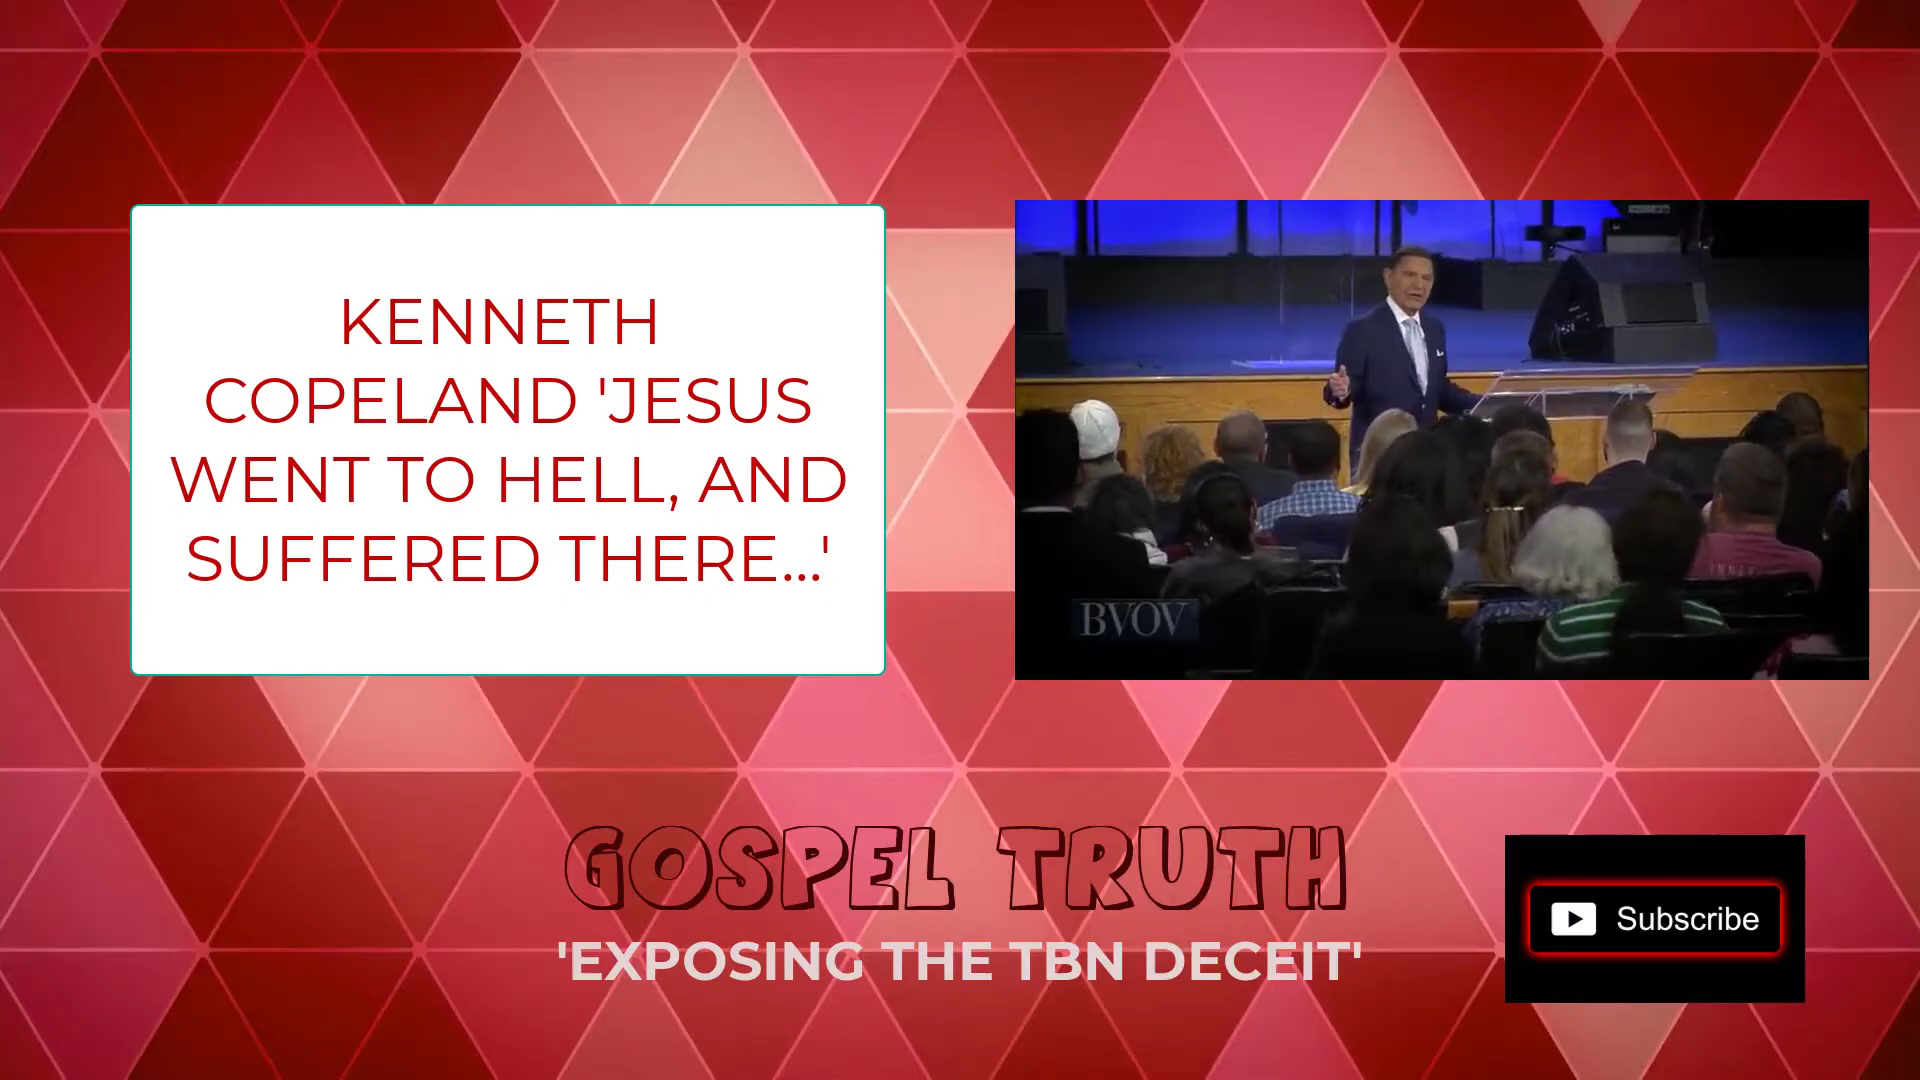 KENNETH
COPELAND 'JESUS
WENT TO HELL, AND
SUFFERED THERE...'
BVOV
GOSPEL TRUTH
'EXPOSING THE TBN DECEIT'
Subscribe